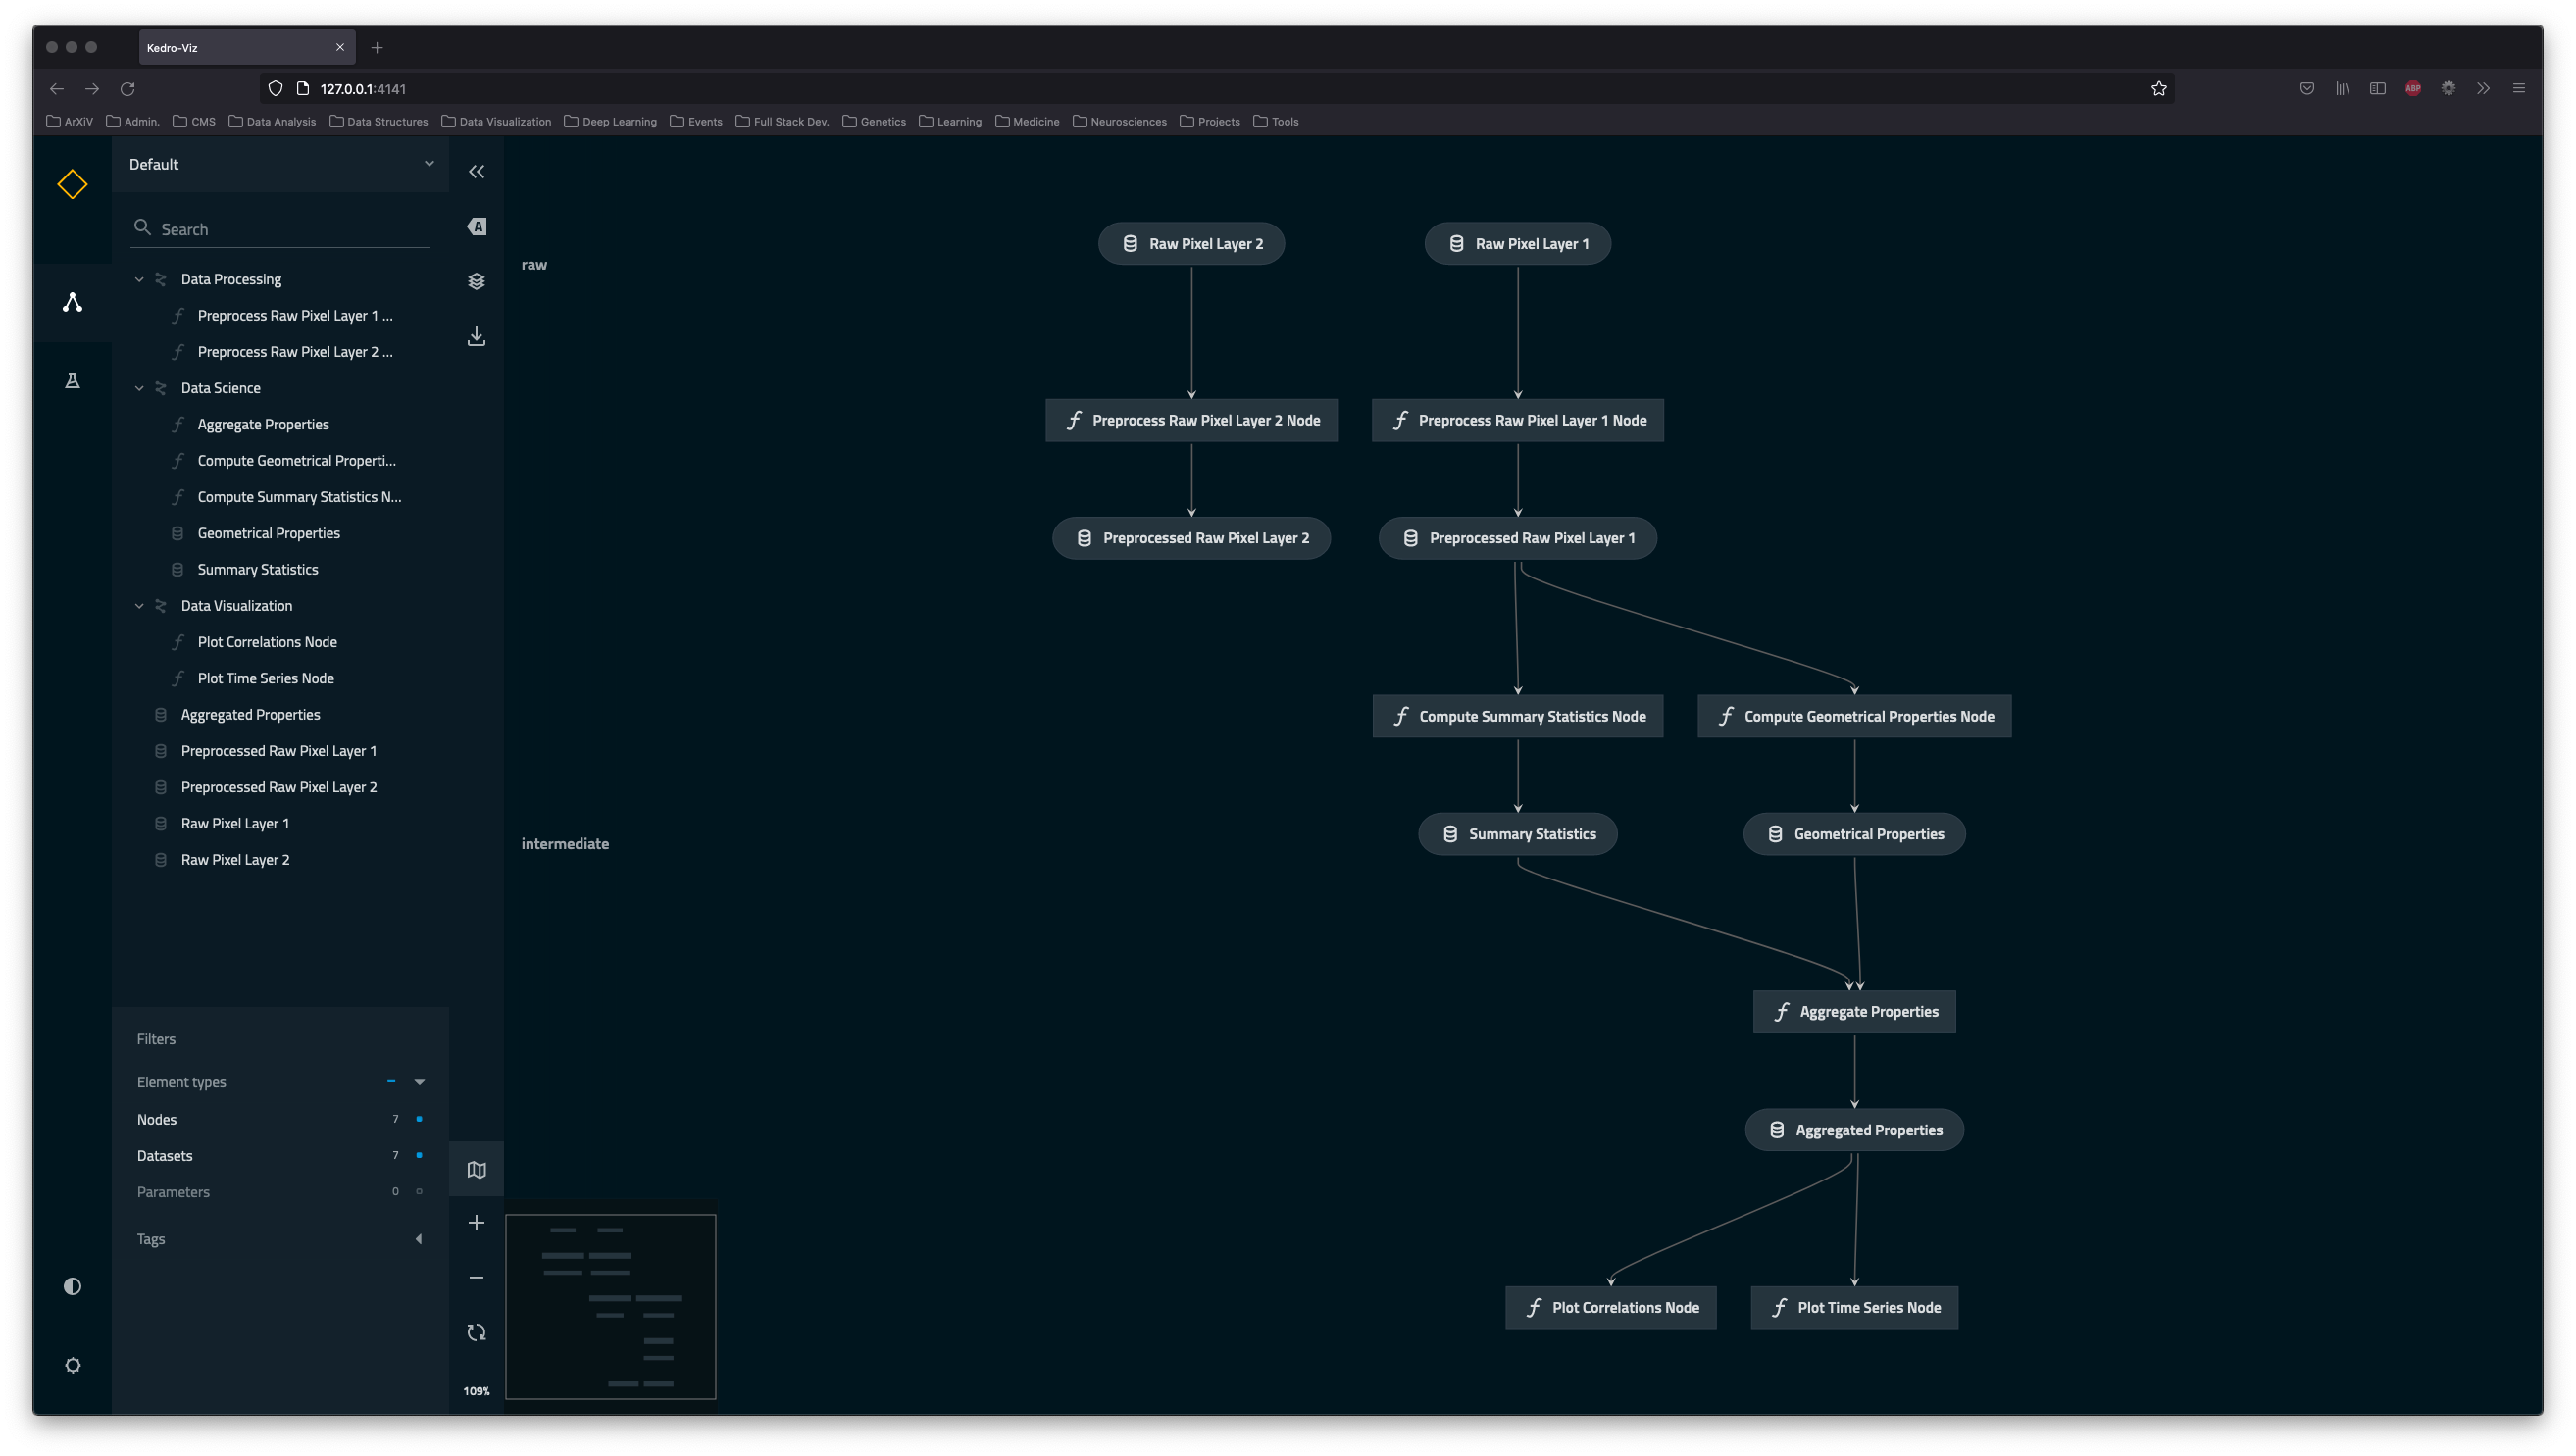 Kedro-Viz
127.0.0.1:4141
ArXiV Admin. CMS Data Analysis Data Structures Data Visualization Deep Learning Events Full Stack Dev. Genetics Learning Medicine Neurosciences Projects Tools
ABP
Default
Search
Data Processing
Preprocess Raw Pixel Layer 1 ...
Preprocess Raw Pixel Layer 2 ...
Data Science
Aggregate Properties
Compute Geometrical Properti...
Compute Summary Statistics N...
Geometrical Properties
Summary Statistics
Data Visualization
Plot Correlations Node
Plot Time Series Node
Aggregated Properties
Preprocessed Raw Pixel Layer 1
Preprocessed Raw Pixel Layer 2
Raw Pixel Layer 1
Raw Pixel Layer 2
Filters
Element types
Nodes 7
Datasets 7
Parameters 0
Tags
A
109%
raw
intermediate
Raw Pixel Layer 2 Raw Pixel Layer 1
Preprocess Raw Pixel Layer 2 Node Preprocess Raw Pixel Layer 1 Node
Preprocessed Raw Pixel Layer 2 Preprocessed Raw Pixel Layer 1
Compute Summary Statistics Node Compute Geometrical Properties Node
Summary Statistics Geometrical Properties
Aggregate Properties
Aggregated Properties
Plot Correlations Node Plot Time Series Node